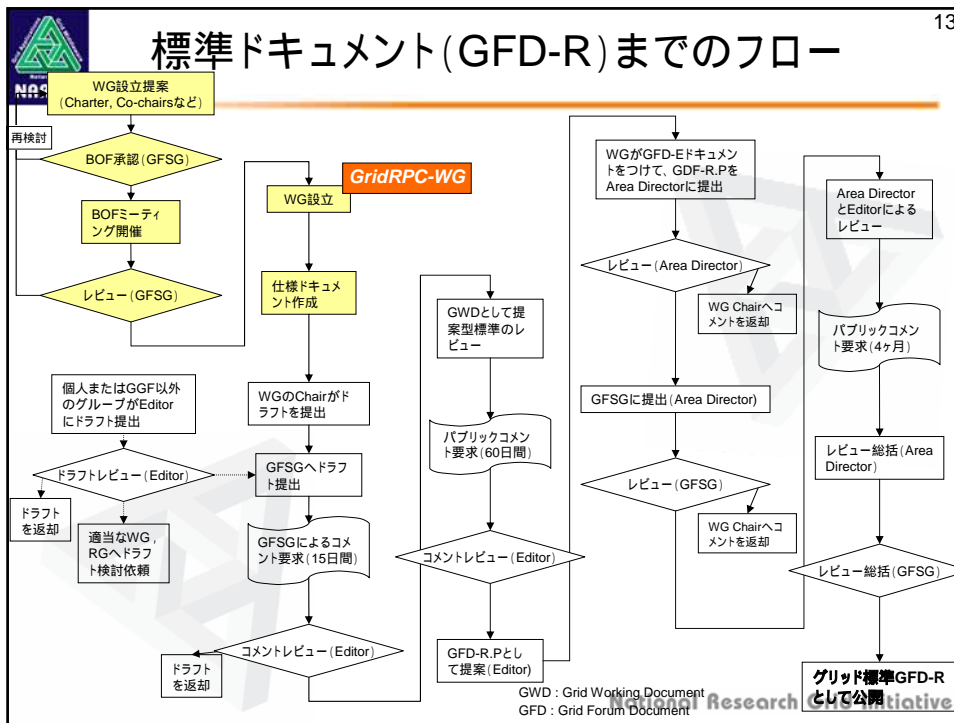 13
標準ドキュメント(GFD-R)までのフロー
WG設立提案
(Charter, Co-chairsなど)
再検討
BOF承認(GFSG)
BOFミーティ
ング開催
レビュー(GFSG)
GridRPC-WG
WG設立
仕様ドキュメ
ント作成
WGのChairが
ドラフトを提出
個人またはGGF以外
のグループがEditor
にドラフト提出
ドラフトレビュー(Editor)
ドラフト
を返却
適当なWG,
RGへドラフ
ト検討依頼
GFSGへドラフ
ト提出
GFSGによるコメ
ント要求(15日間)
コメントレビュー(Editor)
ドラフト
を返却
GWDとして提
案型標準のレ
ビュー
パブリックコメン
ト要求(60日間)
コメントレビュー(Editor)
GFD-R.Pとし
て提案(Editor)
WGがGFD-Eドキュメン
トをつけて、GDF-R.Pを
Area Directorに提出
レビュー(Area Director)
WG Chairへコ
メントを返却
GFSGに提出(Area Director)
レビュー(GFSG)
WG Chairへコ
メントを返却
Area Director
とEditorによる
レビュー
パブリックコメン
ト要求(4ヶ月)
レビュー総括(Area
Director)
レビュー総括(GFSG)
グリッド標準GFD-R
として公開
GWD : Grid Working Document
GFD : Grid Forum Document
National Research Grid Initiative